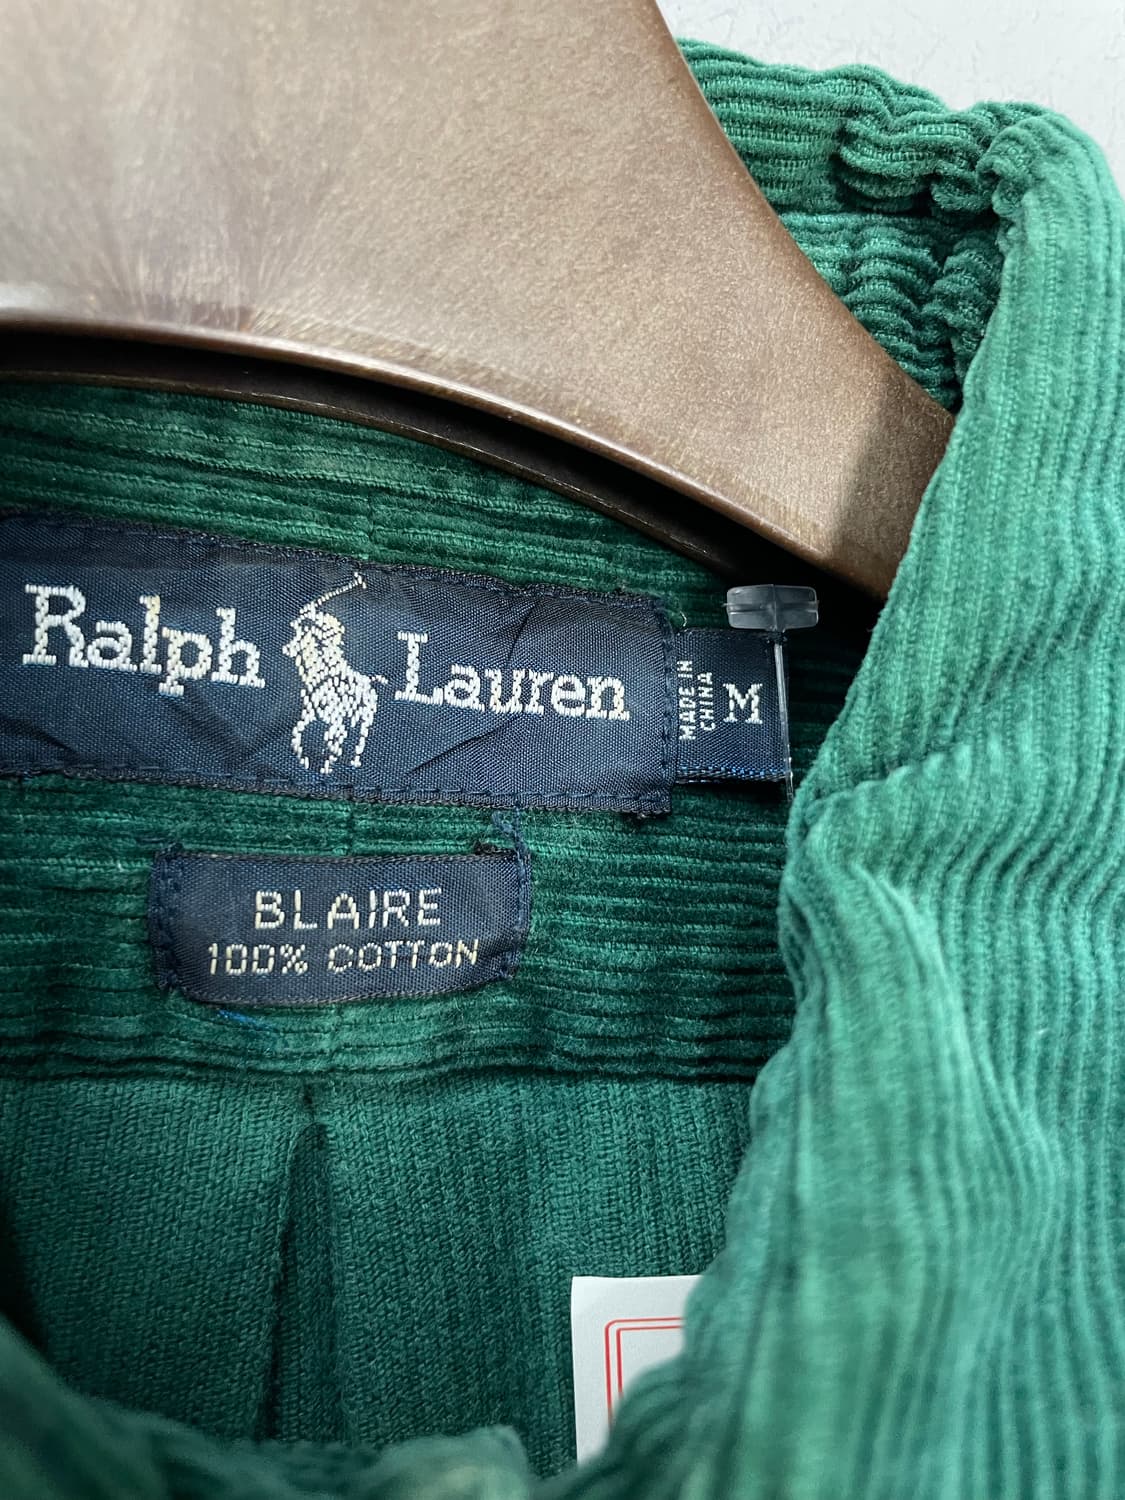 Ralph Lauren
MADE IN
CHINA
M
BLAIRE
100% COTTON